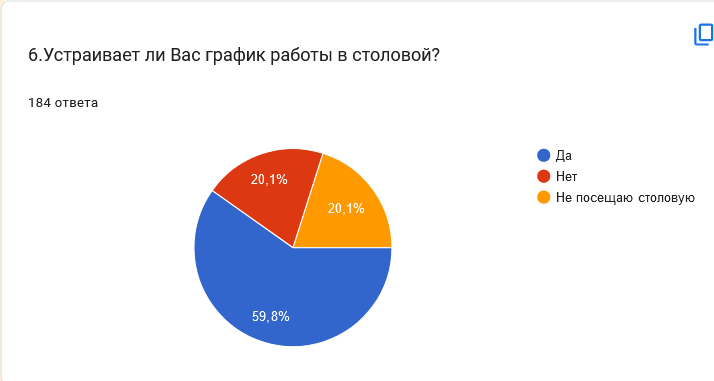 6.Устраивает ли Вас график работы в столовой?
184 ответа
Да
Нет
Не посещаю столовую
20,1%
20,1%
59,8%